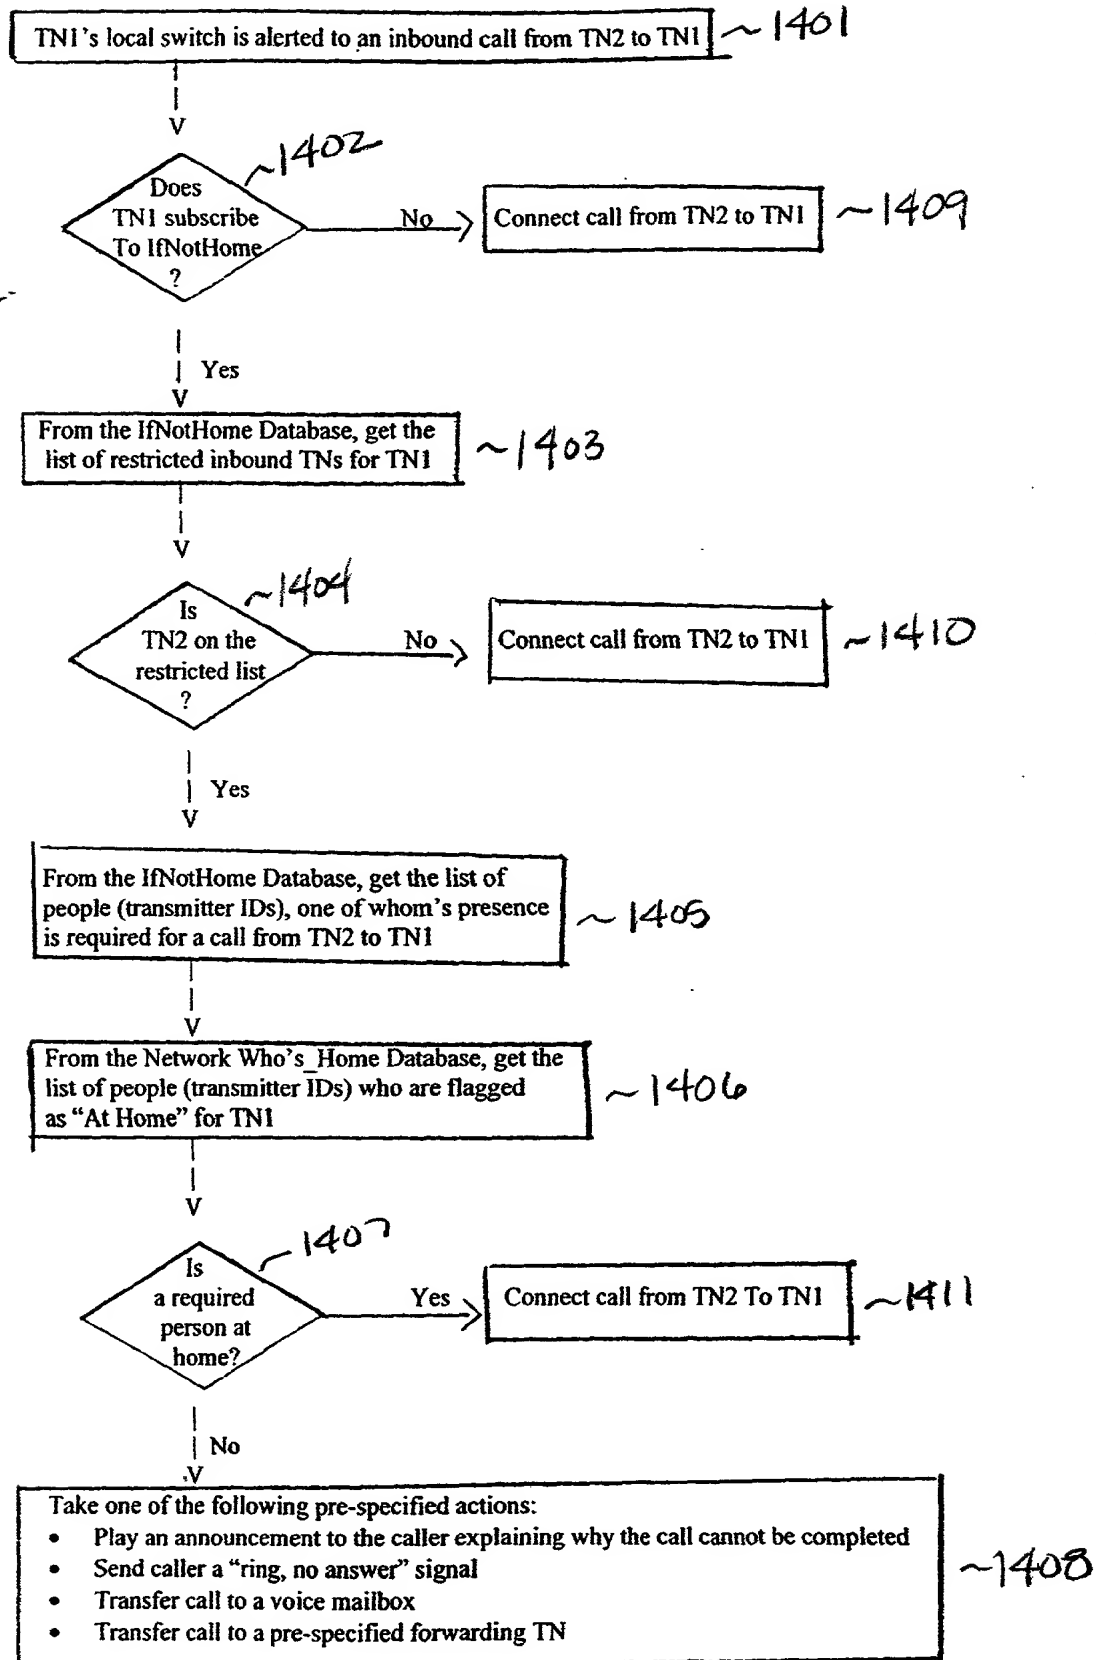 TN1's local switch is alerted to an inbound call from TN2 to TN1 ~1401
V
~1402
Does
TN1 subscribe
To IfNotHome
?
No
Connect call from TN2 to TN1 ~1409
Yes
V
From the IfNotHome Database, get the
list of restricted inbound TNs for TN1
~1403
V
~1404
Is
TN2 on the
restricted list
?
No
Connect call from TN2 to TN1 ~1410
Yes
V
From the IfNotHome Database, get the list of
people (transmitter IDs), one of whom's presence
is required for a call from TN2 to TN1
~1405
V
From the Network Who's_Home Database, get the
list of people (transmitter IDs) who are flagged
as "At Home" for TN1
~1406
V
~1407
Is
a required
person at
home?
Yes
Connect call from TN2 To TN1 ~1411
No
V
Take one of the following pre-specified actions:
• Play an announcement to the caller explaining why the call cannot be completed
• Send caller a "ring, no answer" signal
• Transfer call to a voice mailbox
• Transfer call to a pre-specified forwarding TN
~1408